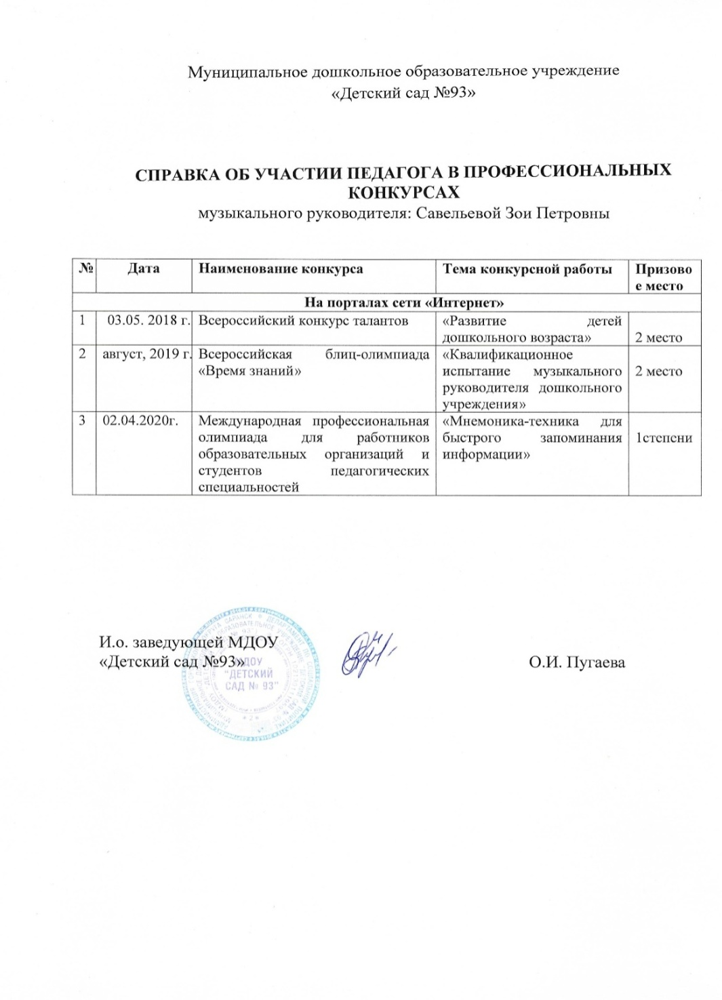 Муниципальное дошкольное образовательное учреждение
«Детский сад №93»
СПРАВКА ОБ УЧАСТИИ ПЕДАГОГА В ПРОФЕССИОНАЛЬНЫХ
КОНКУРСАХ
музыкального руководителя: Савельевой Зои Петровны
№ Дата Наименование конкурса Тема конкурсной работы Призово
е место
На порталах сети «Интернет»
1 03.05. 2018 г. Всероссийский конкурс талантов «Развитие детей
дошкольного возраста» 2 место
2 август, 2019 г. Всероссийская блиц-олимпиада «Квалификационное
«Время знаний» испытание музыкального 2 место
руководителя дошкольного
учреждения»
3 02.04.2020г. Международная профессиональная «Мнемоника-техника для
олимпиада для работников быстрого запоминания 1степени
образовательных организаций и информации»
студентов педагогических
специальностей
И.о. заведующей МДОУ
«Детский сад №93» О.И. Пугаева
МДОУ
"ДЕТСКИЙ
САД № 93"